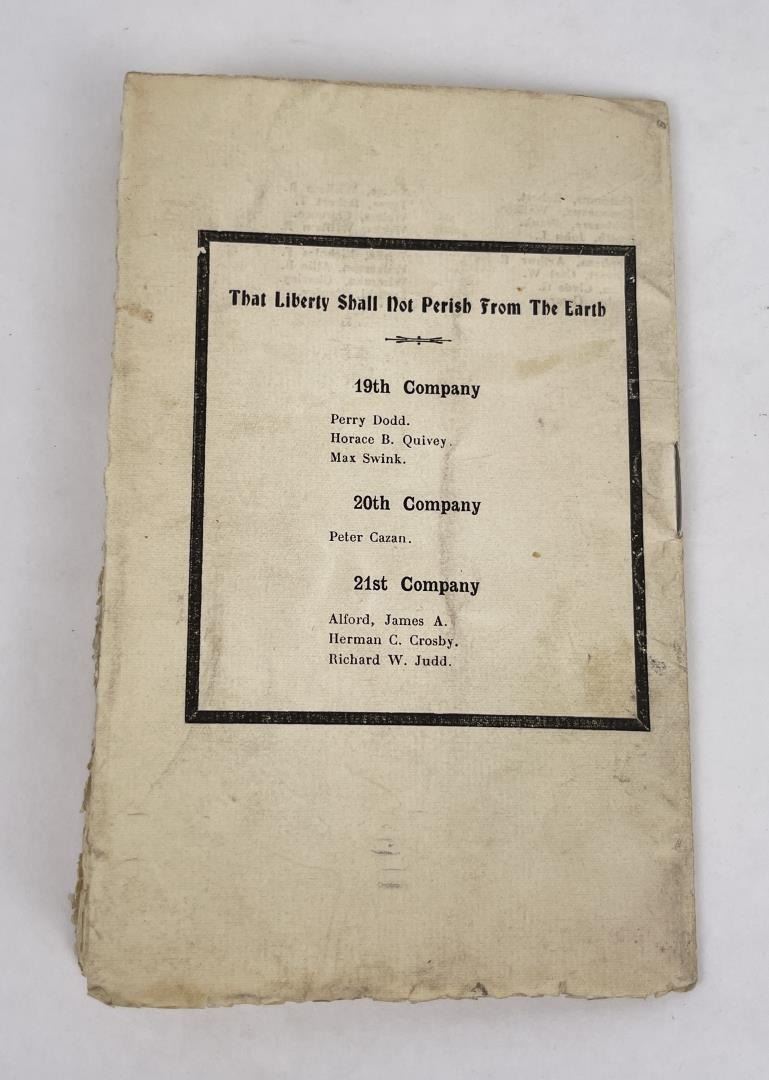 That Liberty Shall Not Perish From The Earth
19th Company
Perry Dodd.
Horace B. Quivey.
Max Swink.
20th Company
Peter Cazan.
21st Company
Alford, James A.
Herman C. Crosby.
Richard W. Judd.